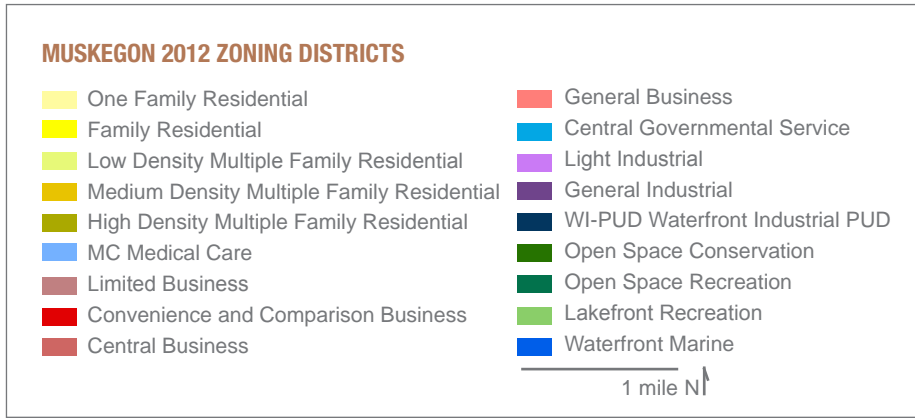 MUSKEGON 2012 ZONING DISTRICTS
One Family Residential
Family Residential
Low Density Multiple Family Residential
Medium Density Multiple Family Residential
High Density Multiple Family Residential
MC Medical Care
Limited Business
Convenience and Comparison Business
Central Business
General Business
Central Governmental Service
Light Industrial
General Industrial
WI-PUD Waterfront Industrial PUD
Open Space Conservation
Open Space Recreation
Lakefront Recreation
Waterfront Marine
1 mile N